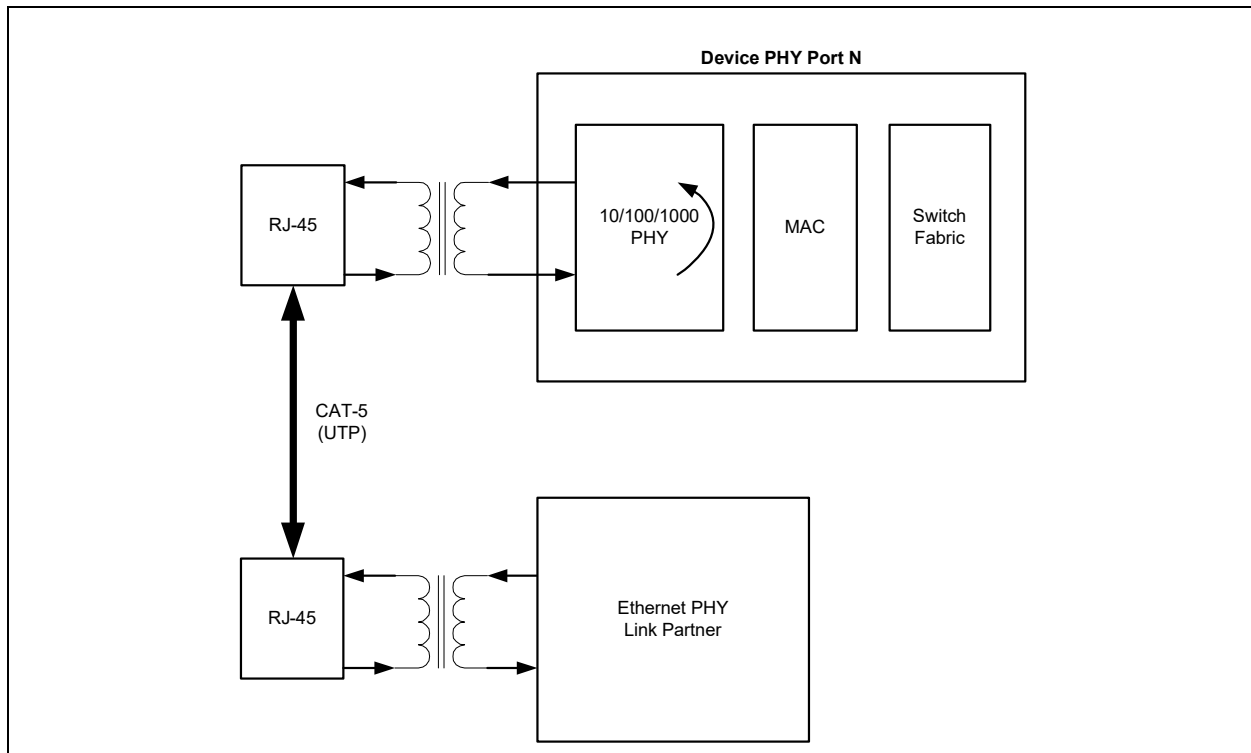 Device PHY Port N
RJ-45
10/100/1000
PHY
MAC
Switch
Fabric
CAT-5
(UTP)
RJ-45
Ethernet PHY
Link Partner